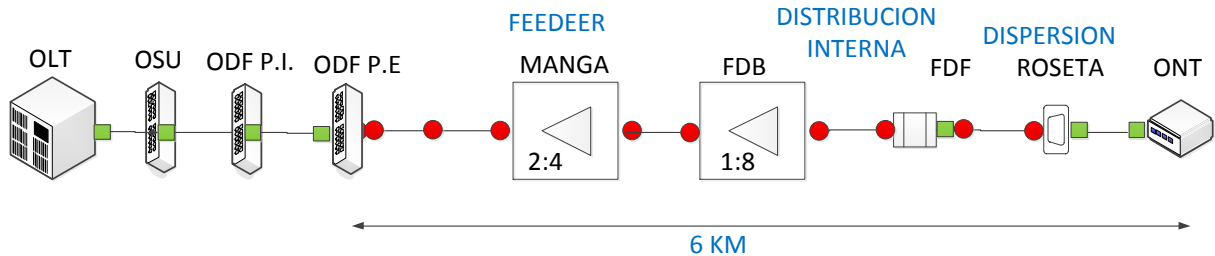 FEEDEER
DISTRIBUCION
INTERNA
DISPERSION
OLT
OSU
ODF P.I.
ODF P.E
MANGA
FDB
FDF
ROSETA
ONT
2:4
1:8
6 KM